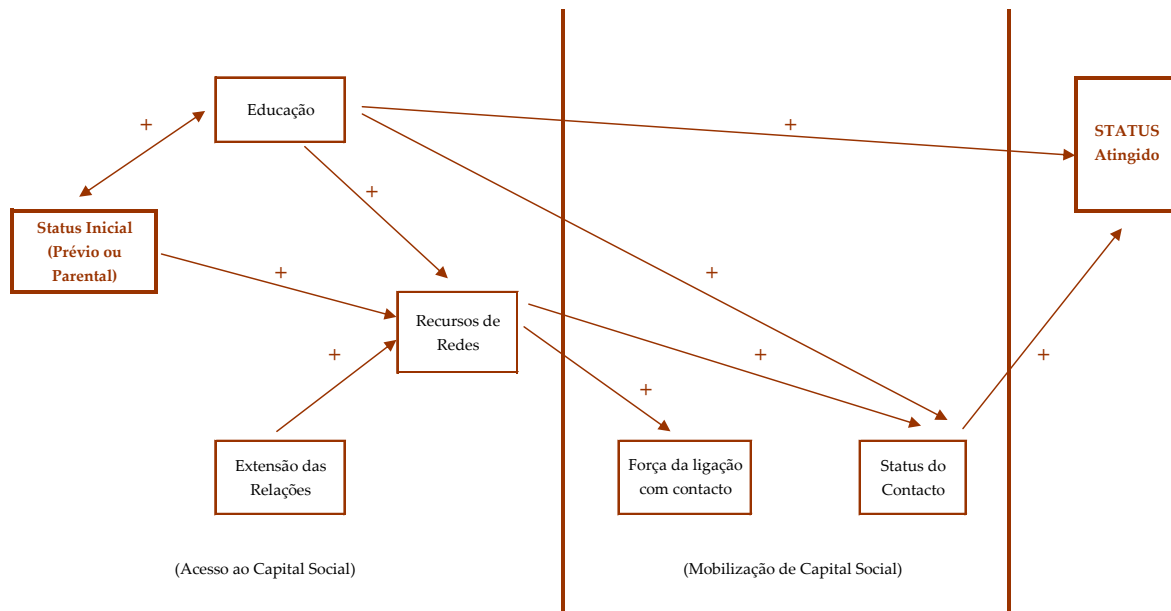 Educação
+
+
+
STATUS
Atingido
Status Inicial
(Prévio ou
Parental)
+
+
Recursos de
Redes
+
+
+
+
Extensão das
Relações
Força da ligação
com contacto
Status do
Contacto
(Acesso ao Capital Social)
(Mobilização de Capital Social)